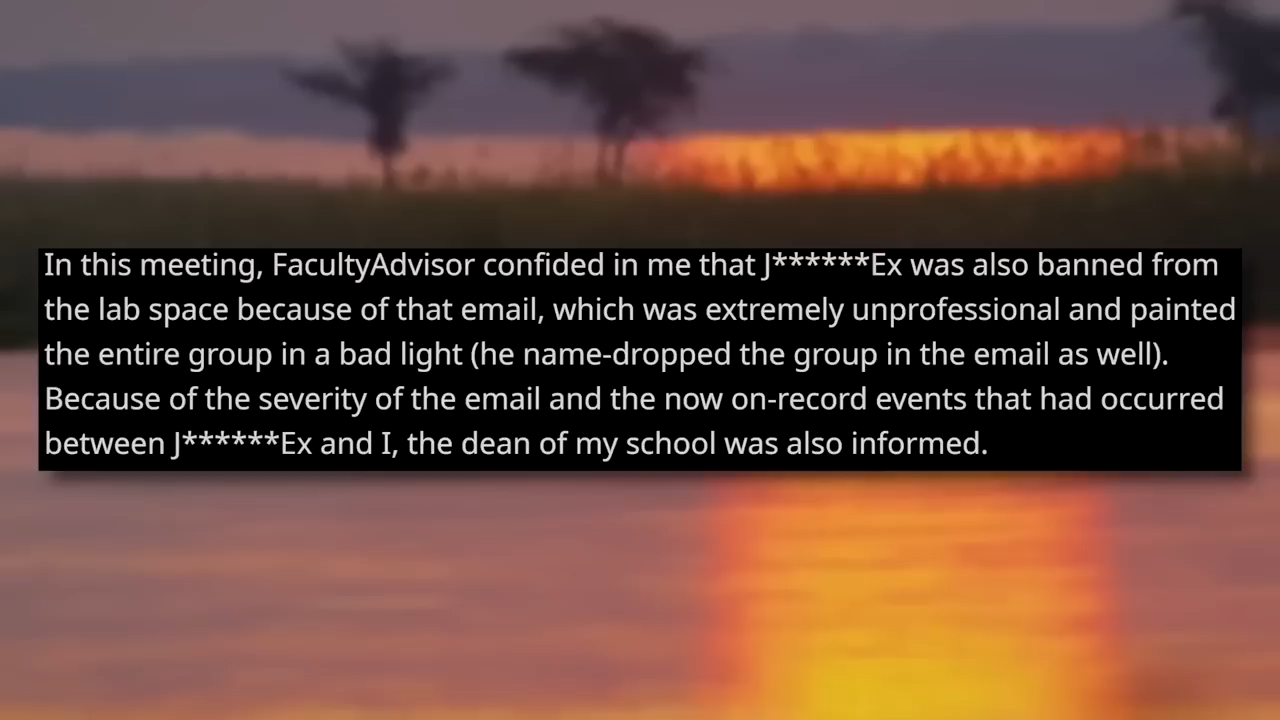 In this meeting, FacultyAdvisor confided in me that J******Ex was also banned from
the lab space because of that email, which was extremely unprofessional and painted
the entire group in a bad light (he name-dropped the group in the email as well).
Because of the severity of the email and the now on-record events that had occurred
between J******Ex and I, the dean of my school was also informed.